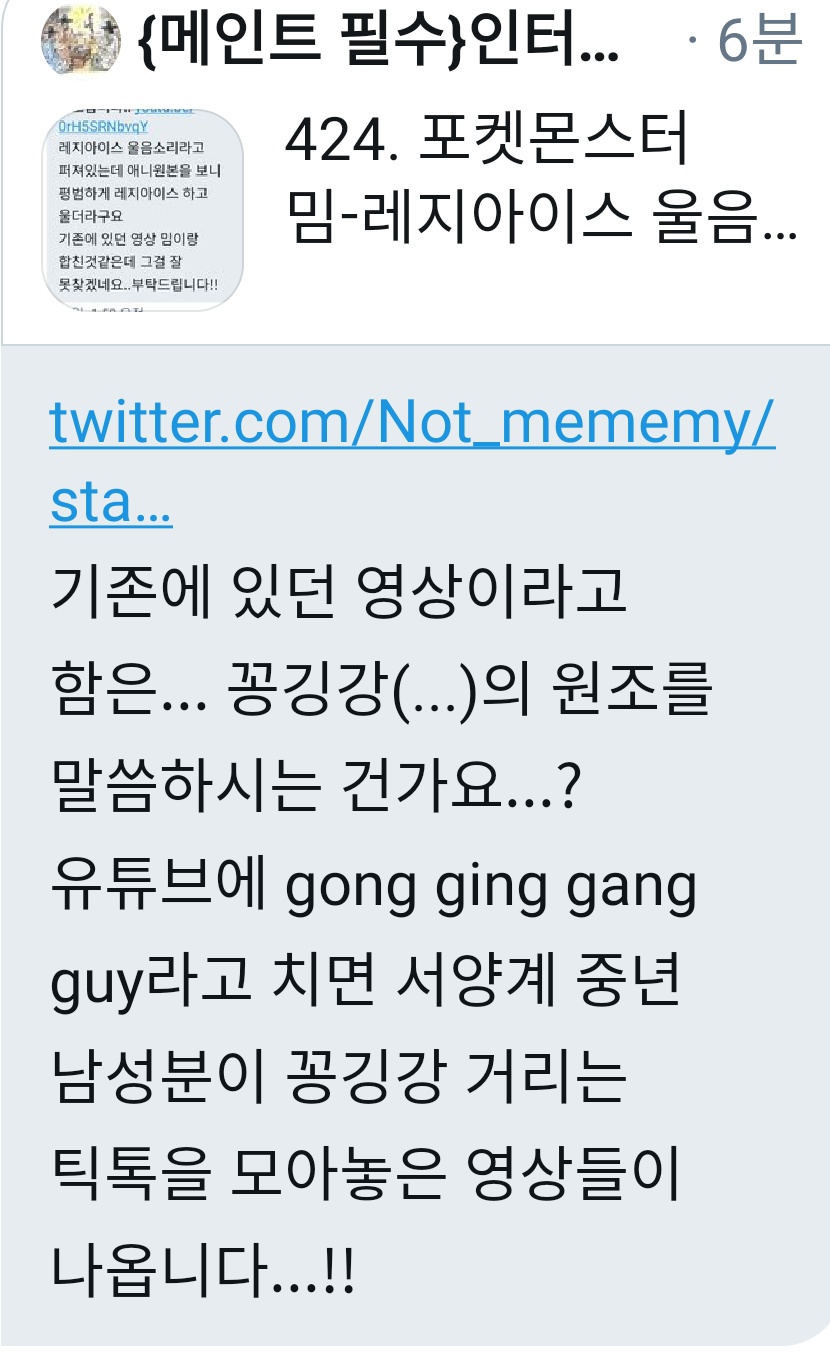 {메인트 필수}인터... · 6분
0rH5SRNbvqY
레지아이스 울음소리라고
퍼져있는데 애니원본을 보니
평범하게 레지아이스 하고
울더라구요
기존에 있던 영상 밈이랑
합친것같은데 그걸 잘
못찾겠네요..부탁드립니다!!
424. 포켓몬스터
밈-레지아이스 울음...
twitter.com/Not_mememy/
sta...
기존에 있던 영상이라고
함은... 꽁깅강(...)의 원조를
말씀하시는 건가요...?
유튜브에 gong ging gang
guy라고 치면 서양계 중년
남성분이 꽁깅강 거리는
틱톡을 모아놓은 영상들이
나옵니다...!!